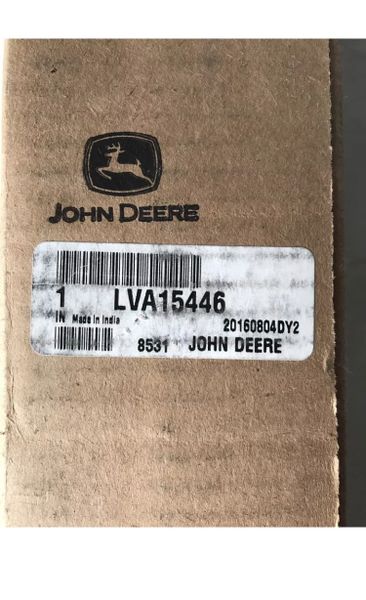 JOHN DEERE
1 LVA15446
IN Made In India 20160804DY2
8531 JOHN DEERE